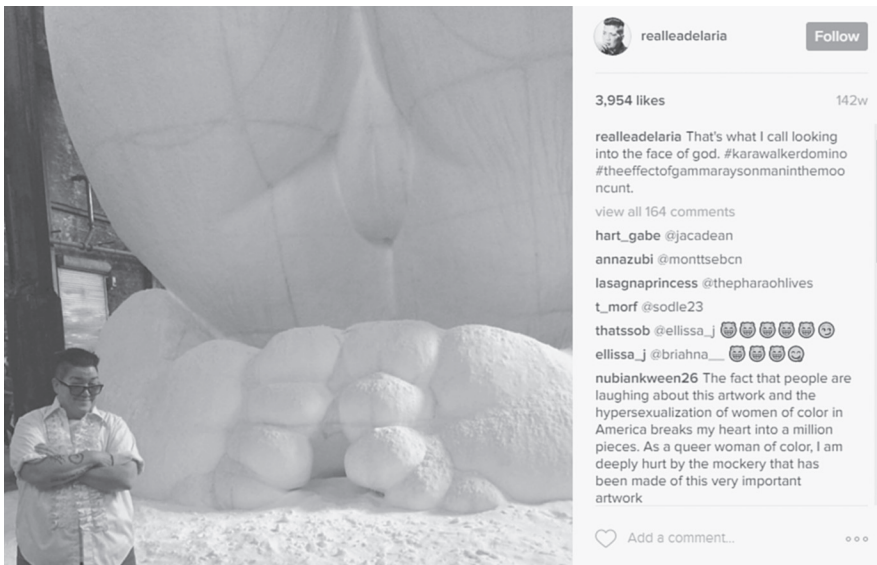 realleadelaria
Follow
3,954 likes
142w
realleadelaria That's what I call looking
into the face of god. #karawalkerdomino
#theeffectofgammaraysonmaninthemoo
ncunt.
view all 164 comments
hart_gabe @jacadean
annazubi @monttsebcn
lasagnaprincess @thepharaohlives
t_morf @sodle23
thatssob @ellissa_j 😸😸😸😸😸😏
ellissa_j @briahna__ 😸😸😸😋
nubiankween26 The fact that people are
laughing about this artwork and the
hypersexualization of women of color in
America breaks my heart into a million
pieces. As a queer woman of color, I am
deeply hurt by the mockery that has
been made of this very important
artwork
Add a comment...